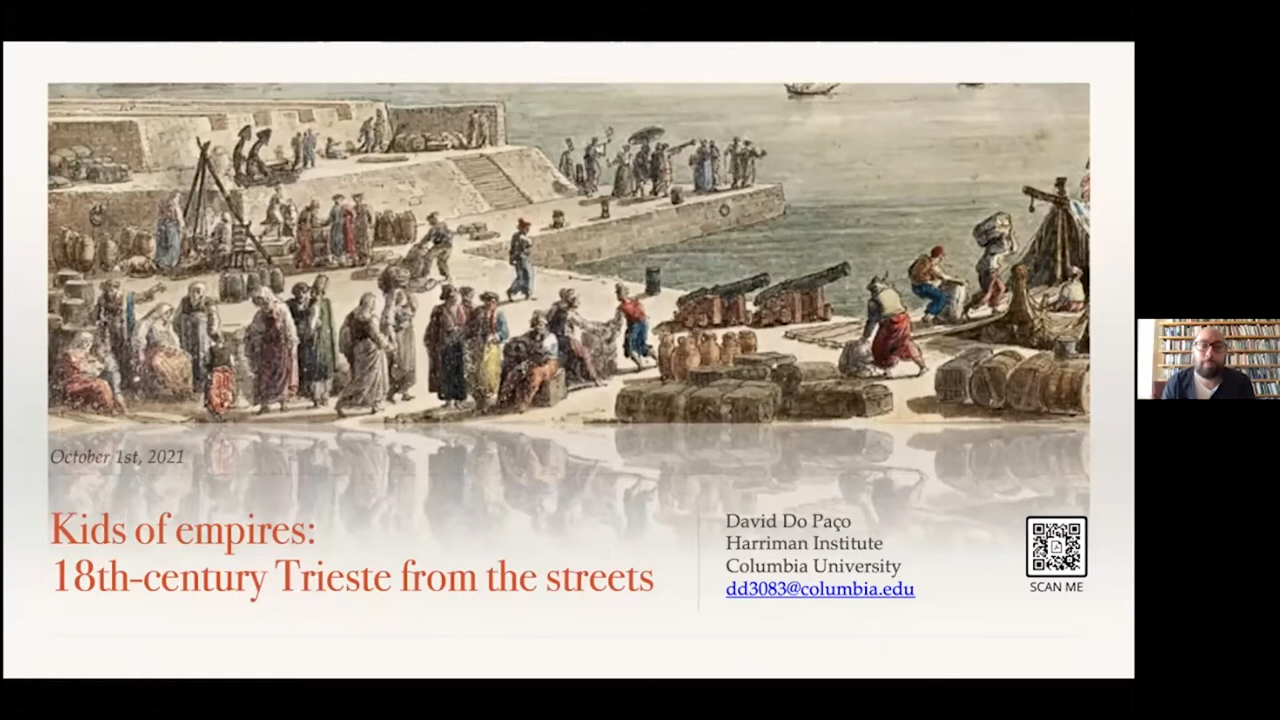 October 1st, 2021
Kids of empires:
18th-century Trieste from the streets
David Do Paço
Harriman Institute
Columbia University
dd3083@columbia.edu
SCAN ME